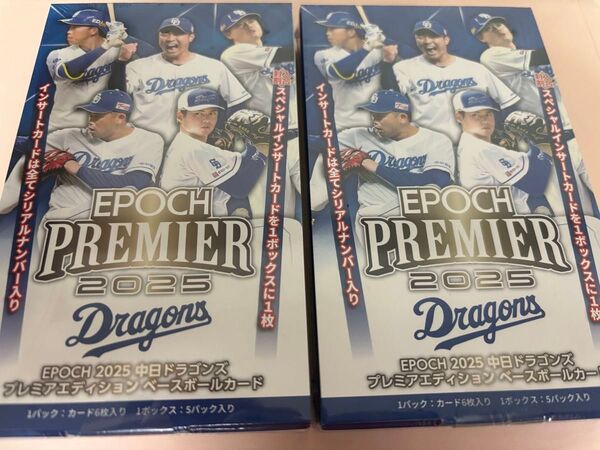 インサートカードは全てシリアルナンバー入り
スペシャルインサートカードを1ボックスに1枚
Dragons
Dragons
EPOCH
PREMIER
2025
Dragons
EPOCH 2025 中日ドラゴンズ
プレミアエディション ベースボールカード
1パック：カード6枚入り 1ボックス：5パック入り
インサートカードは全てシリアルナンバー入り
スペシャルインサートカードを1ボックスに1枚
Dragons
Dragons
EPOCH
PREMIER
2025
Dragons
EPOCH 2025 中日ドラゴンズ
プレミアエディション ベースボールカード
1パック：カード6枚入り 1ボックス：5パック入り